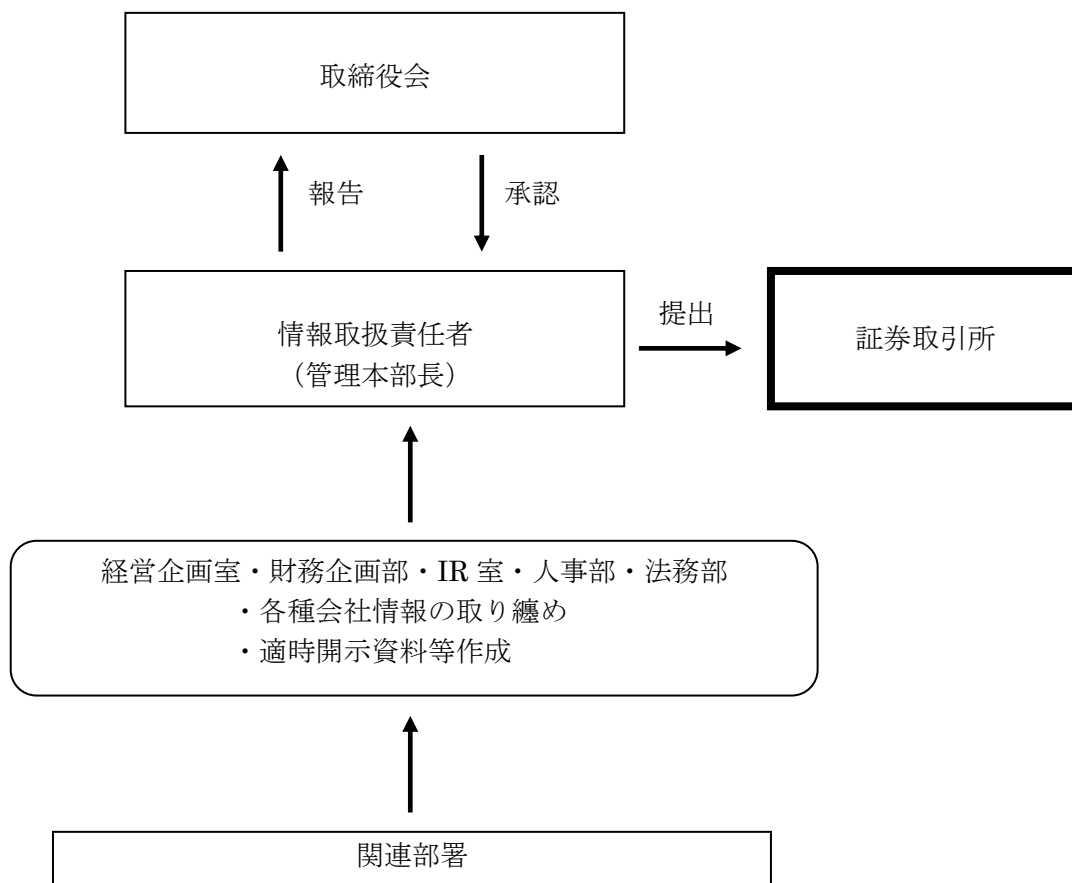 取締役会
報告
承認
情報取扱責任者
（管理本部長）
提出
証券取引所
経営企画室・財務企画部・IR 室・人事部・法務部
・各種会社情報の取り纏め
・適時開示資料等作成
関連部署